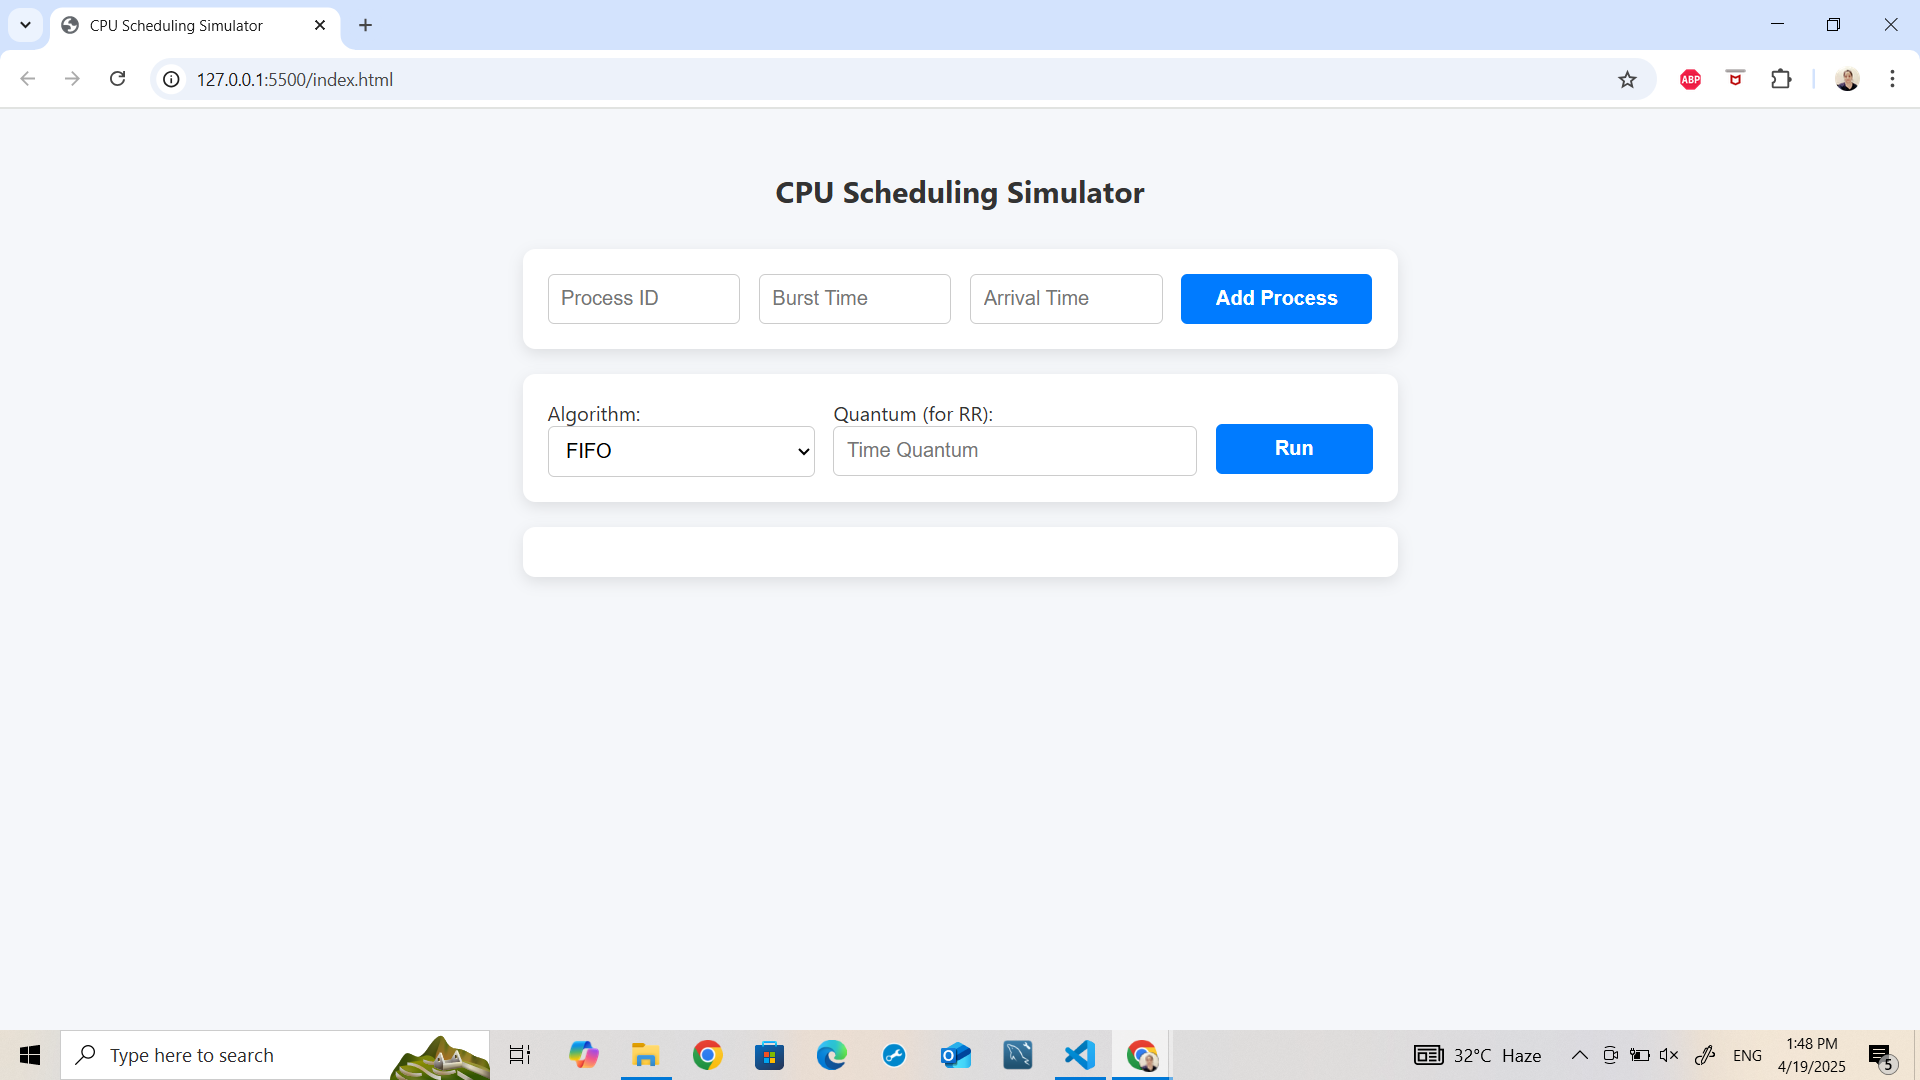 CPU Scheduling Simulator
127.0.0.1:5500/index.html
ABP
CPU Scheduling Simulator
Process ID Burst Time Arrival Time Add Process
Algorithm: Quantum (for RR):
FIFO Time Quantum Run
Type here to search
32°C Haze
ENG
1:48 PM
4/19/2025
5